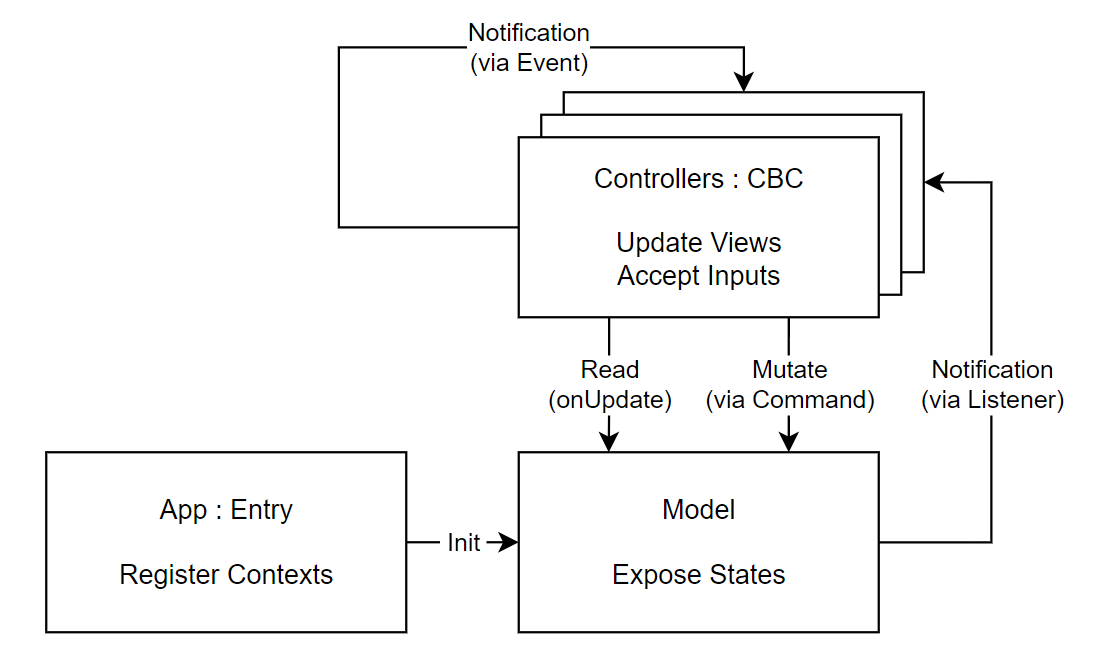 Notification
(via Event)
Controllers : CBC
Update Views
Accept Inputs
Read
(onUpdate)
Mutate
(via Command)
Notification
(via Listener)
App : Entry
Register Contexts
Init
Model
Expose States